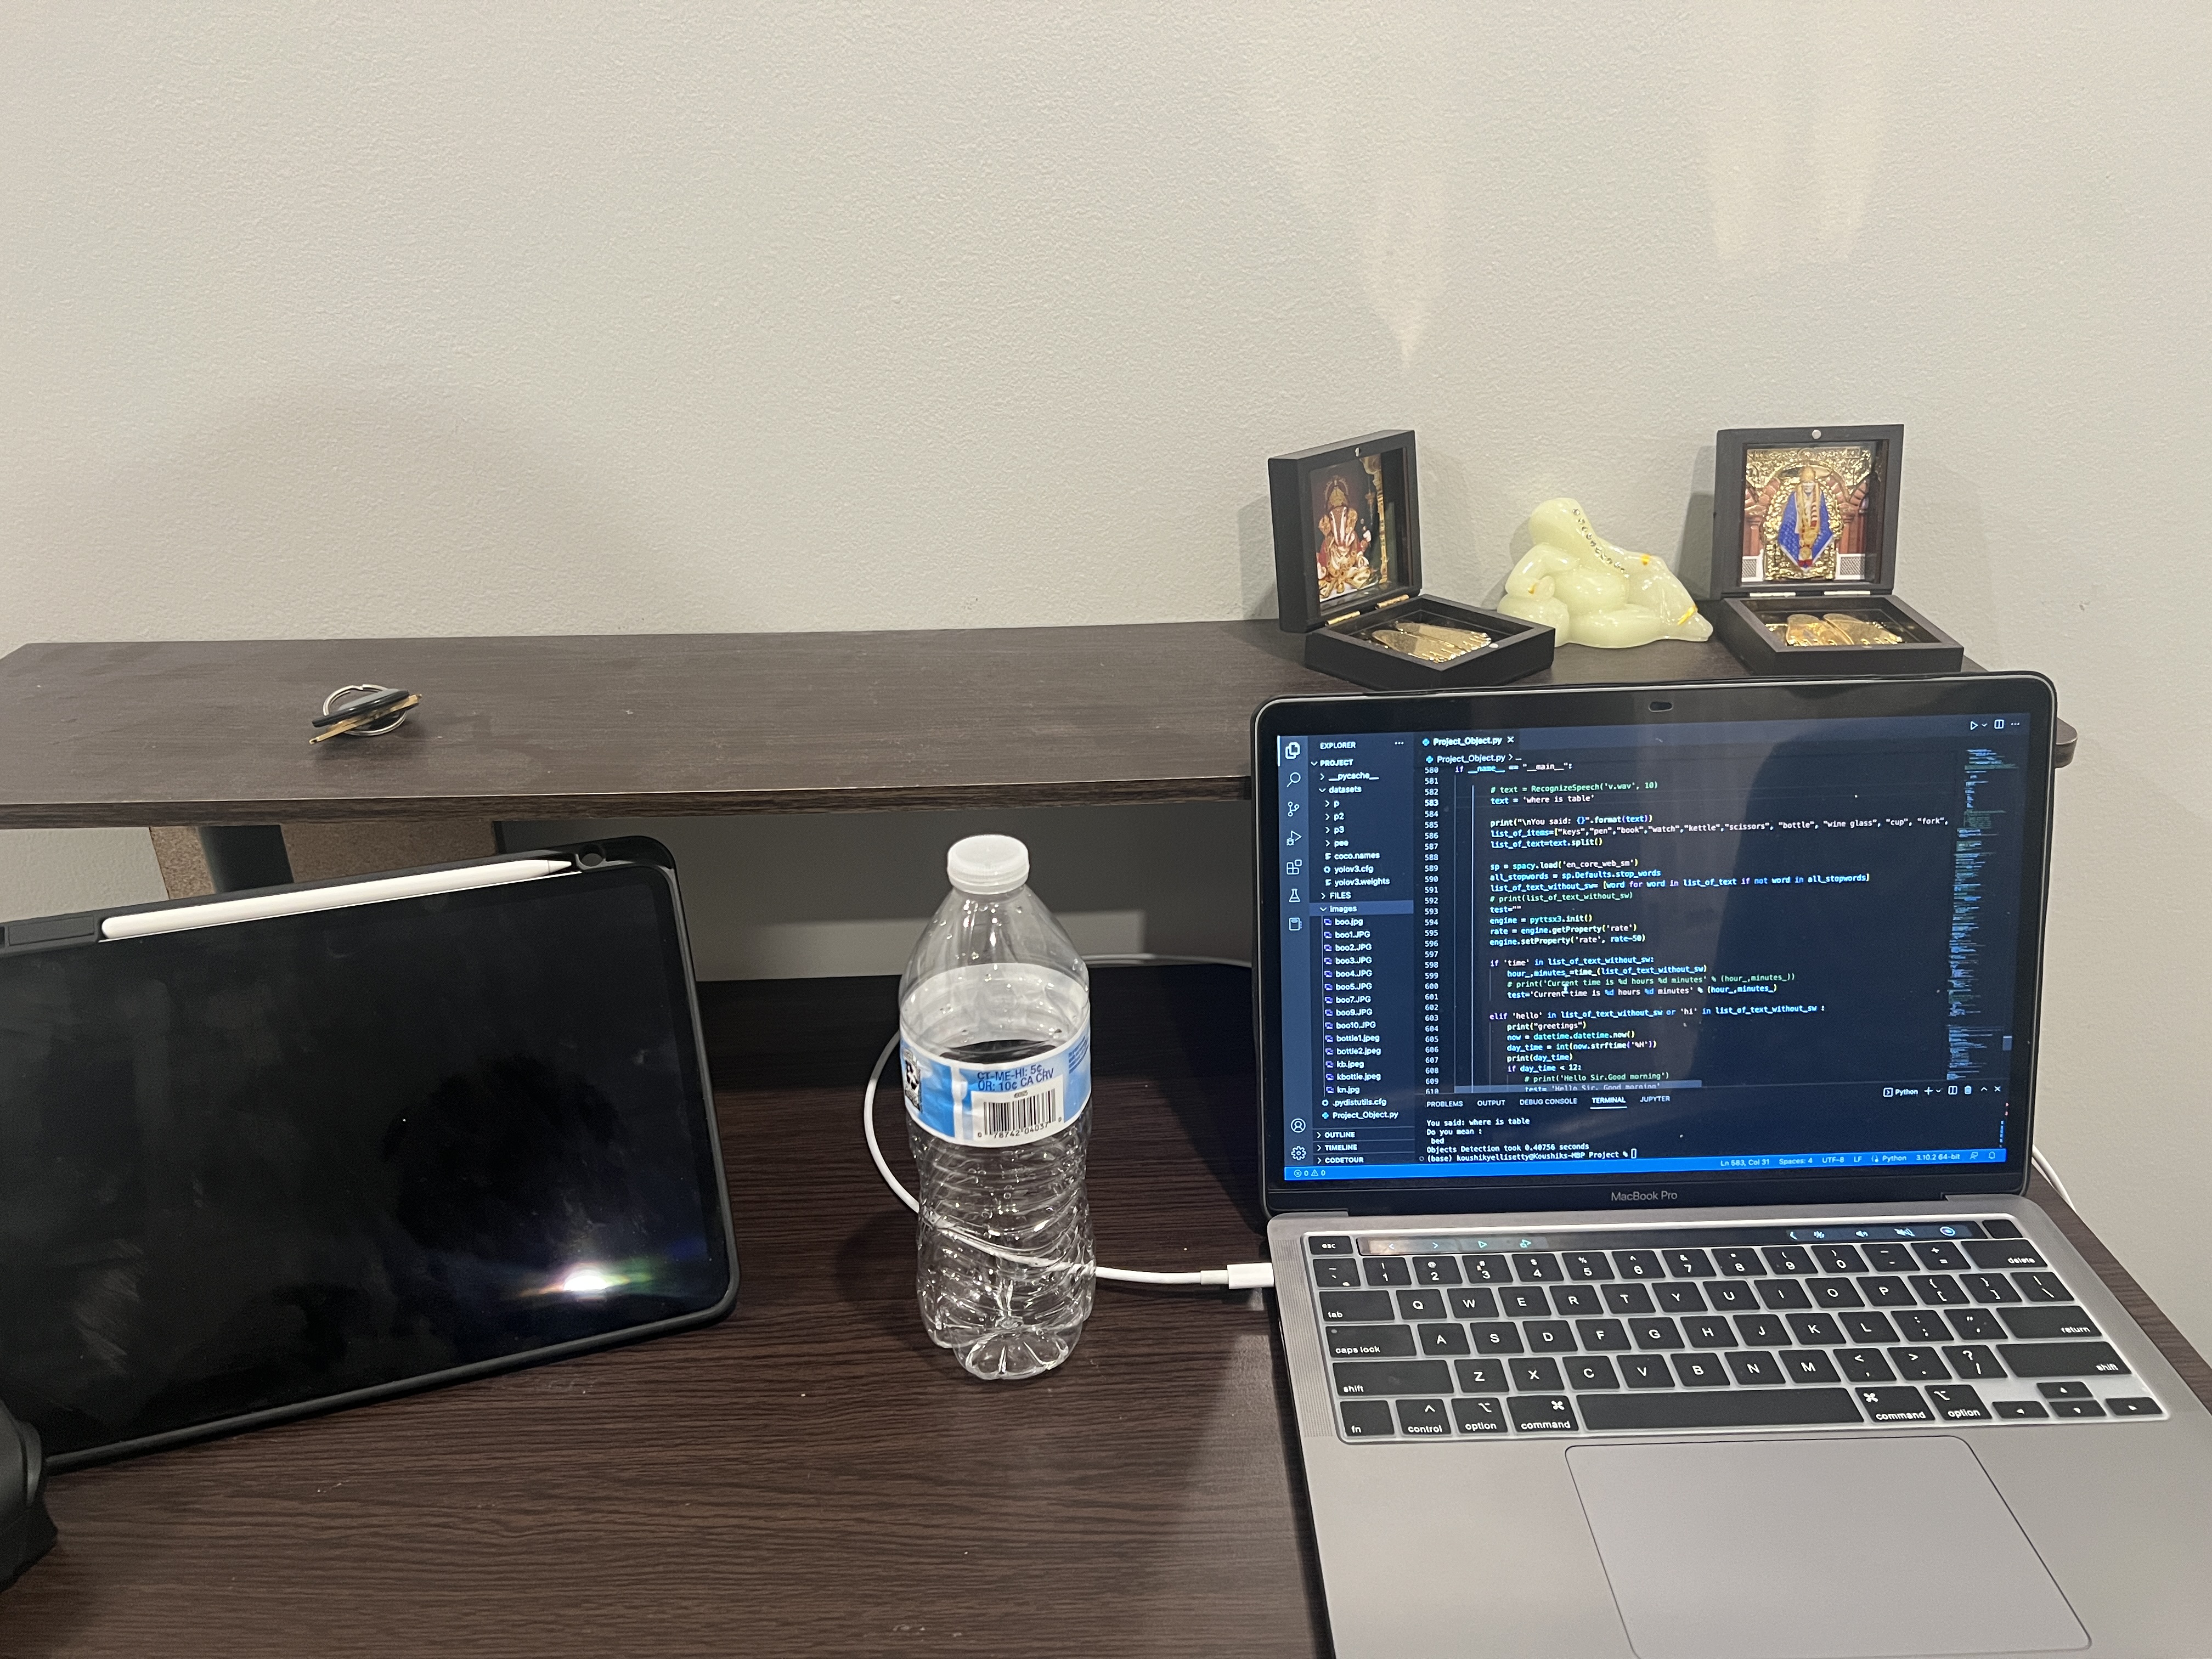 CT-ME-HI: 5¢
OR: 10¢ CA CRV
0 78742 04037 0
EXPLORER
PROJECT
__pycache__
datasets
p
p2
p3
pee
coco.names
yolov3.cfg
yolov3.weights
FILES
images
boo.jpg
boo1.JPG
boo2.JPG
boo3.JPG
boo4.JPG
boo5.JPG
boo7.JPG
boo9.JPG
boo10.JPG
bottle1.jpeg
bottle2.jpeg
kb.jpeg
kbottle.jpeg
kn.jpg
.pydistutils.cfg
Project_Object.py
OUTLINE
TIMELINE
CODETOUR
Project_Object.py
Project_Object.py > ...
580 if __name__ == "__main__":
581
582 # text = RecognizeSpeech('v.wav', 10)
583 text = 'where is table'
584
585 print("\nYou said: {}".format(text))
586 list_of_items=["keys","pen","book","watch","kettle","scissors", "bottle", "wine glass", "cup", "fork",
587 list_of_text=text.split()
588
589 sp = spacy.load('en_core_web_sm')
590 all_stopwords = sp.Defaults.stop_words
591 list_of_text_without_sw= [word for word in list_of_text if not word in all_stopwords]
592 # print(list_of_text_without_sw)
593 test=""
594 engine = pyttsx3.init()
595 rate = engine.getProperty('rate')
596 engine.setProperty('rate', rate-50)
597
598 if 'time' in list_of_text_without_sw:
599 hour_,minutes_=time_(list_of_text_without_sw)
600 # print('Current time is %d hours %d minutes' % (hour_,minutes_))
601 test='Current time is %d hours %d minutes' % (hour_,minutes_)
602
603 elif 'hello' in list_of_text_without_sw or 'hi' in list_of_text_without_sw :
604 print("greetings")
605 now = datetime.datetime.now()
606 day_time = int(now.strftime('%H'))
607 print(day_time)
608 if day_time < 12:
609 # print('Hello Sir.Good morning')
610 test= 'Hello Sir. Good morning'
PROBLEMS OUTPUT DEBUG CONSOLE TERMINAL JUPYTER
Python
You said: where is table
Do you mean :
bed
Objects Detection took 0.40756 seconds
(base) koushikyellisetty@Koushiks-MBP Project %
0 0 Ln 583, Col 31 Spaces: 4 UTF-8 LF Python 3.10.2 64-bit
MacBook Pro
esc
~ ! @ # $ % ^ & * ( ) _ +
` 1 2 3 4 5 6 7 8 9 0 - = delete
tab Q W E R T Y U I O P { [ } ] | \
caps lock A S D F G H J K L : ; " ' return
shift Z X C V B N M < , > . ? / shift
fn control option command command option